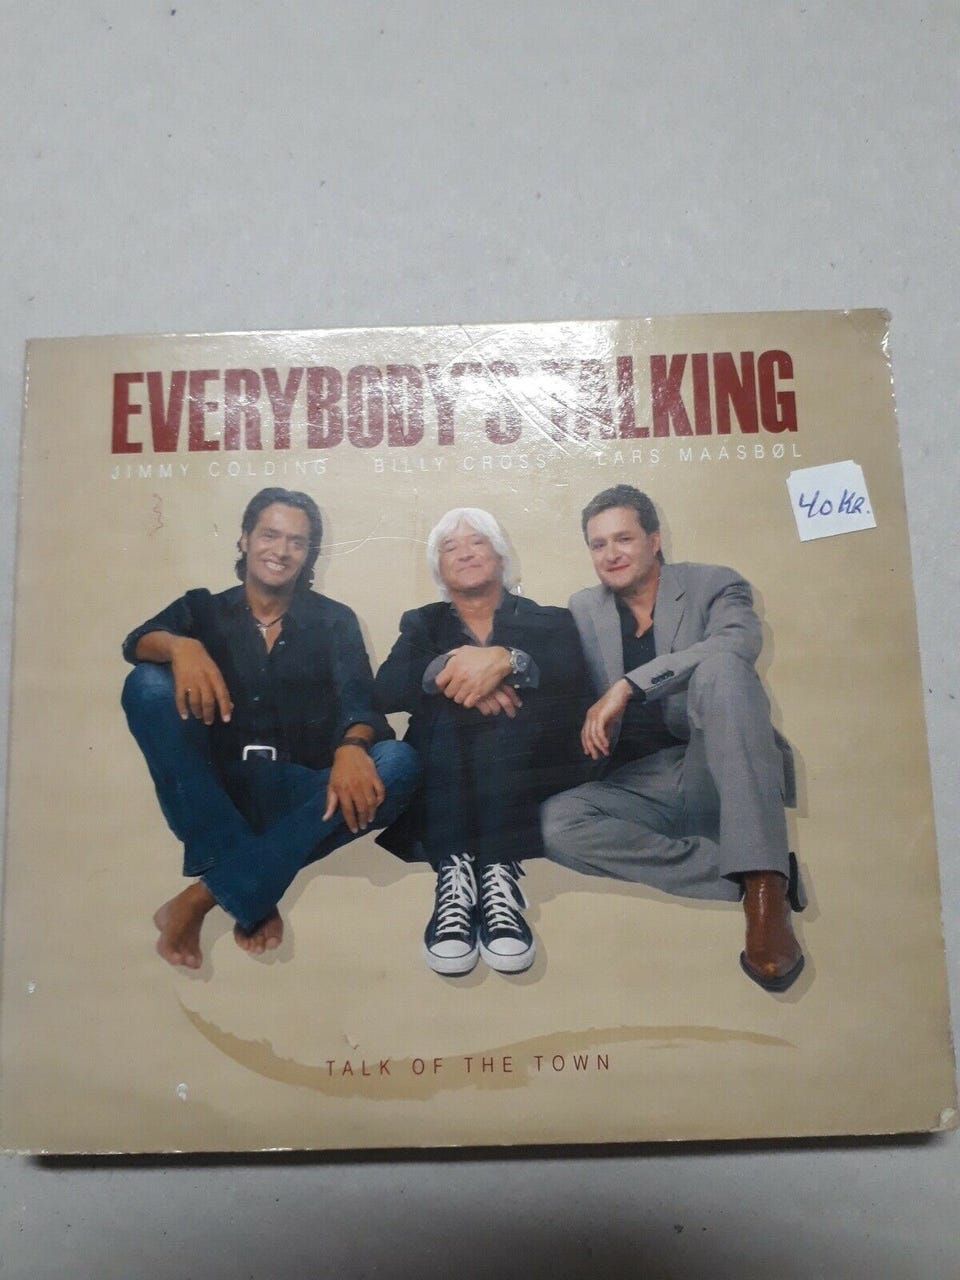 EVERYBODY'S TALKING
JIMMY COLDING BILLY CROSS LARS MAASBØL
40 KR.
TALK OF THE TOWN